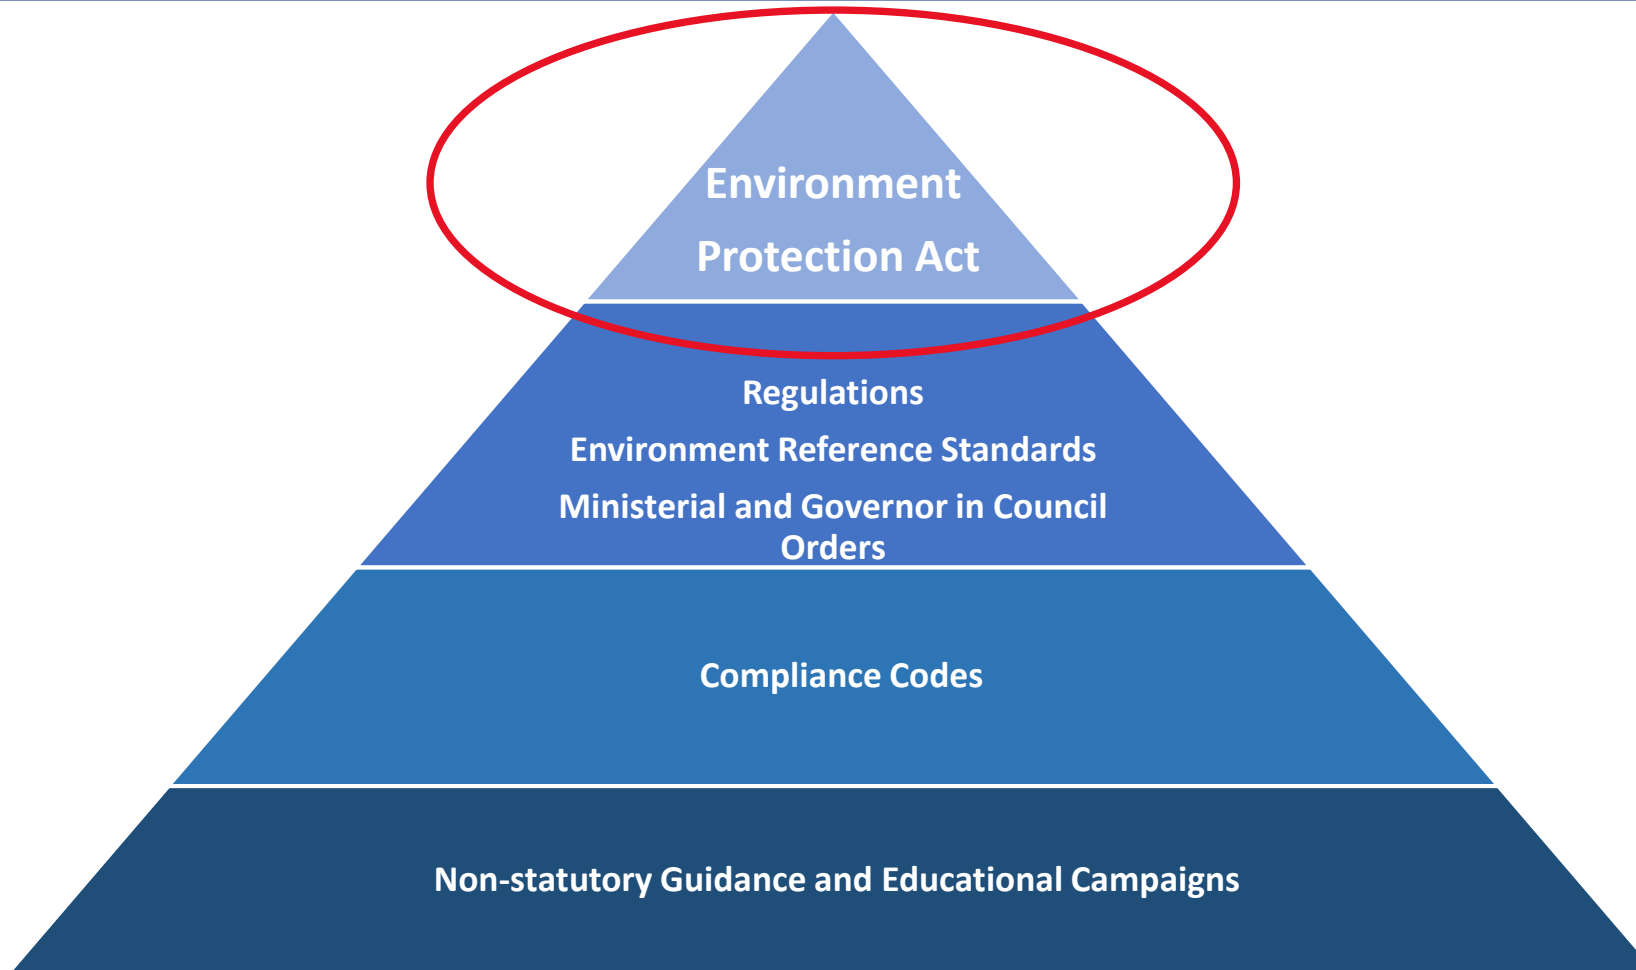 Environment
Protection Act
Regulations
Environment Reference Standards
Ministerial and Governor in Council
Orders
Compliance Codes
Non-statutory Guidance and Educational Campaigns